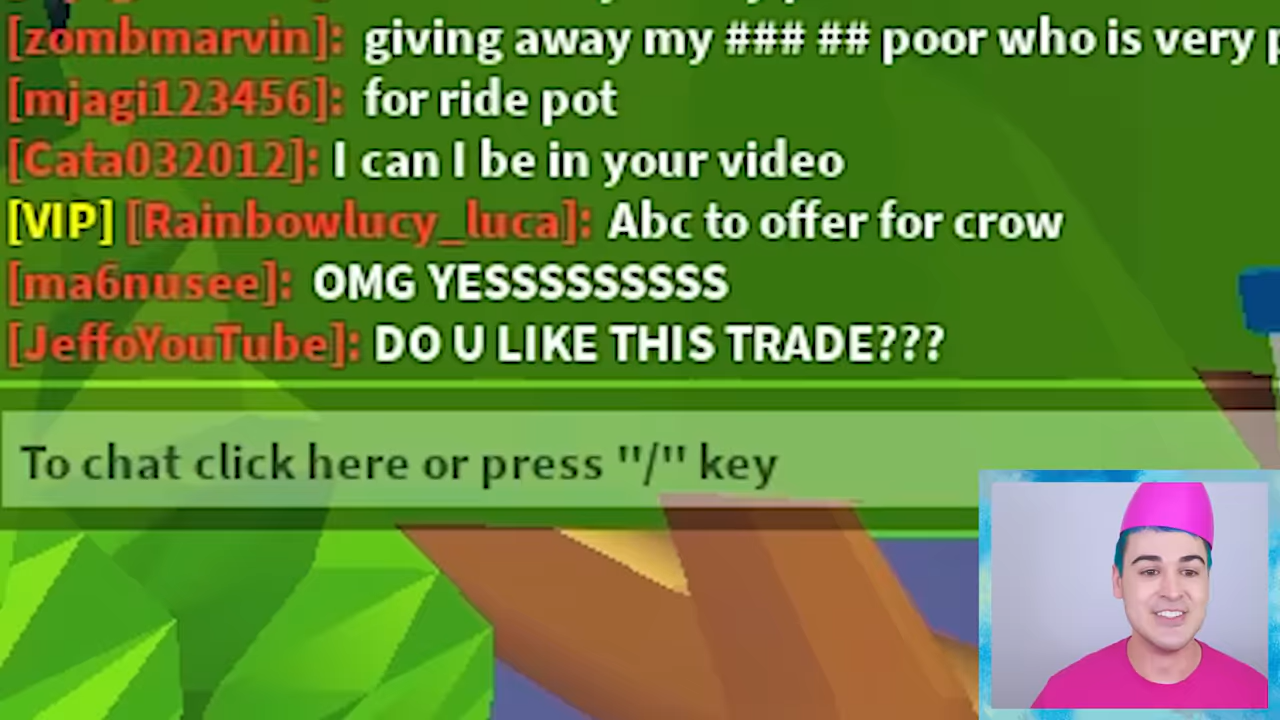 [zombmarvin]: giving away my ### ## poor who is very
[mjagi123456]: for ride pot
[Cata032012]: I can I be in your video
[VIP] [Rainbowlucy_luca]: Abc to offer for crow
[ma6nusee]: OMG YESSSSSSSSS
[JeffoYouTube]: DO U LIKE THIS TRADE???
To chat click here or press "/" key